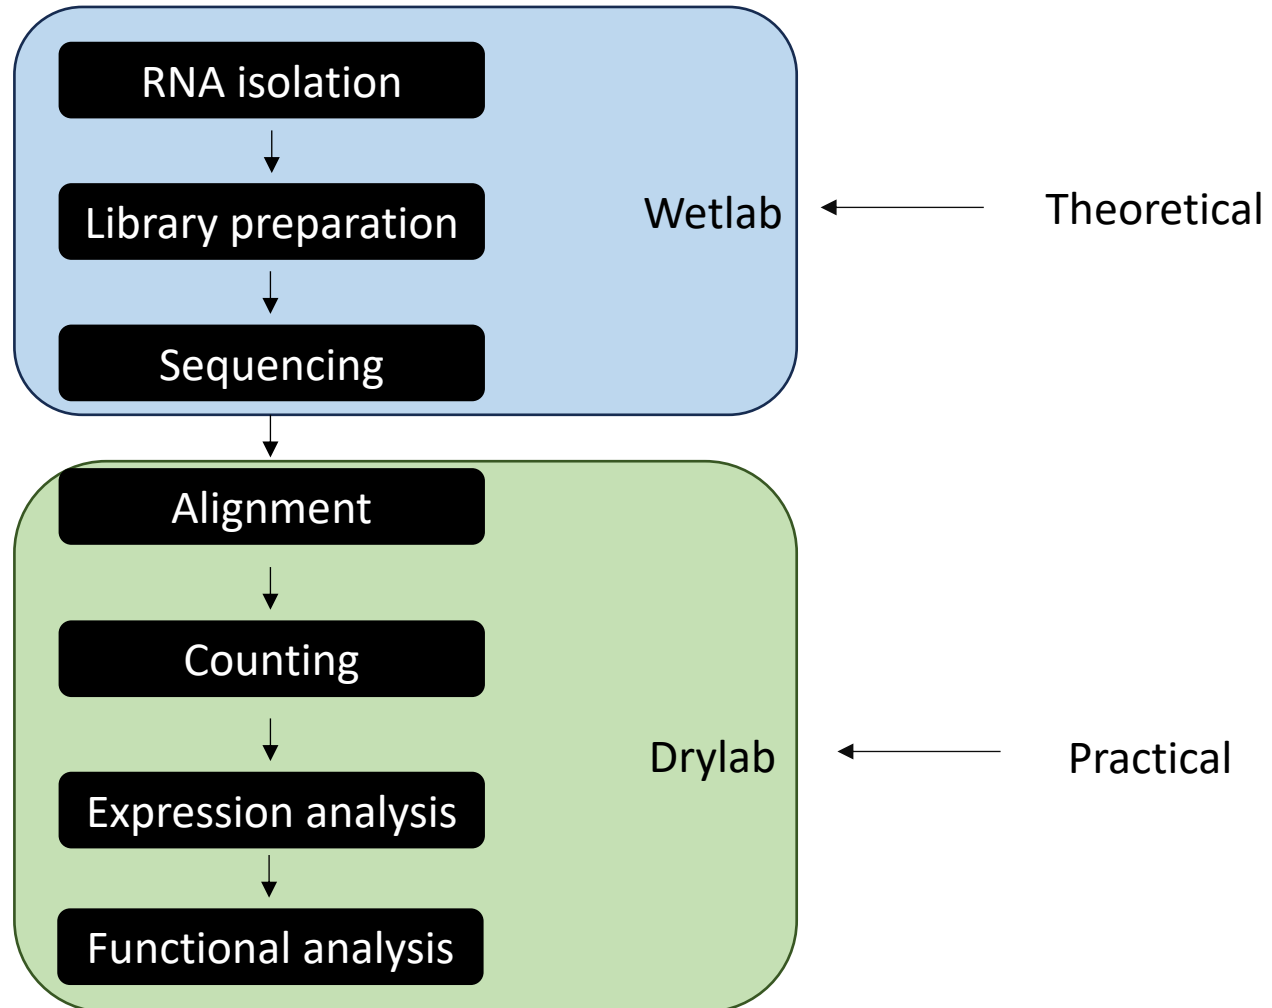 RNA isolation
Library preparation
Wetlab
Theoretical
Sequencing
Alignment
Counting
Drylab
Practical
Expression analysis
Functional analysis